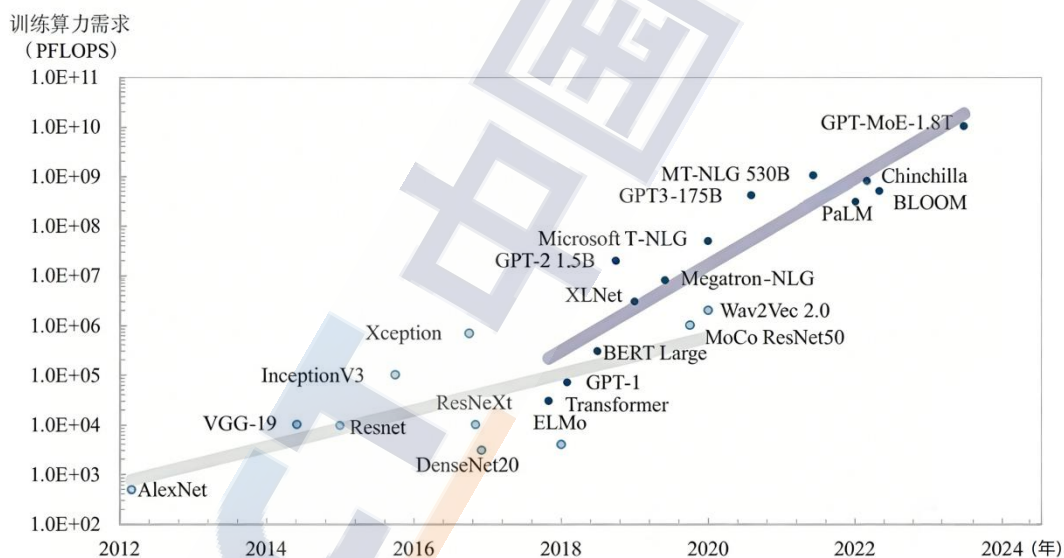 训练算力需求
（PFLOPS）
1.0E+11
1.0E+10
GPT-MoE-1.8T
1.0E+09
MT-NLG 530B
Chinchilla
GPT3-175B
PaLM
BLOOM
1.0E+08
Microsoft T-NLG
GPT-2 1.5B
1.0E+07
Megatron-NLG
XLNet
Wav2Vec 2.0
1.0E+06
Xception
MoCo ResNet50
BERT Large
InceptionV3
1.0E+05
GPT-1
ResNeXt
Transformer
VGG-19
Resnet
ELMo
1.0E+04
DenseNet20
1.0E+03
AlexNet
1.0E+02
2012 2014 2016 2018 2020 2022 2024 (年)
中国